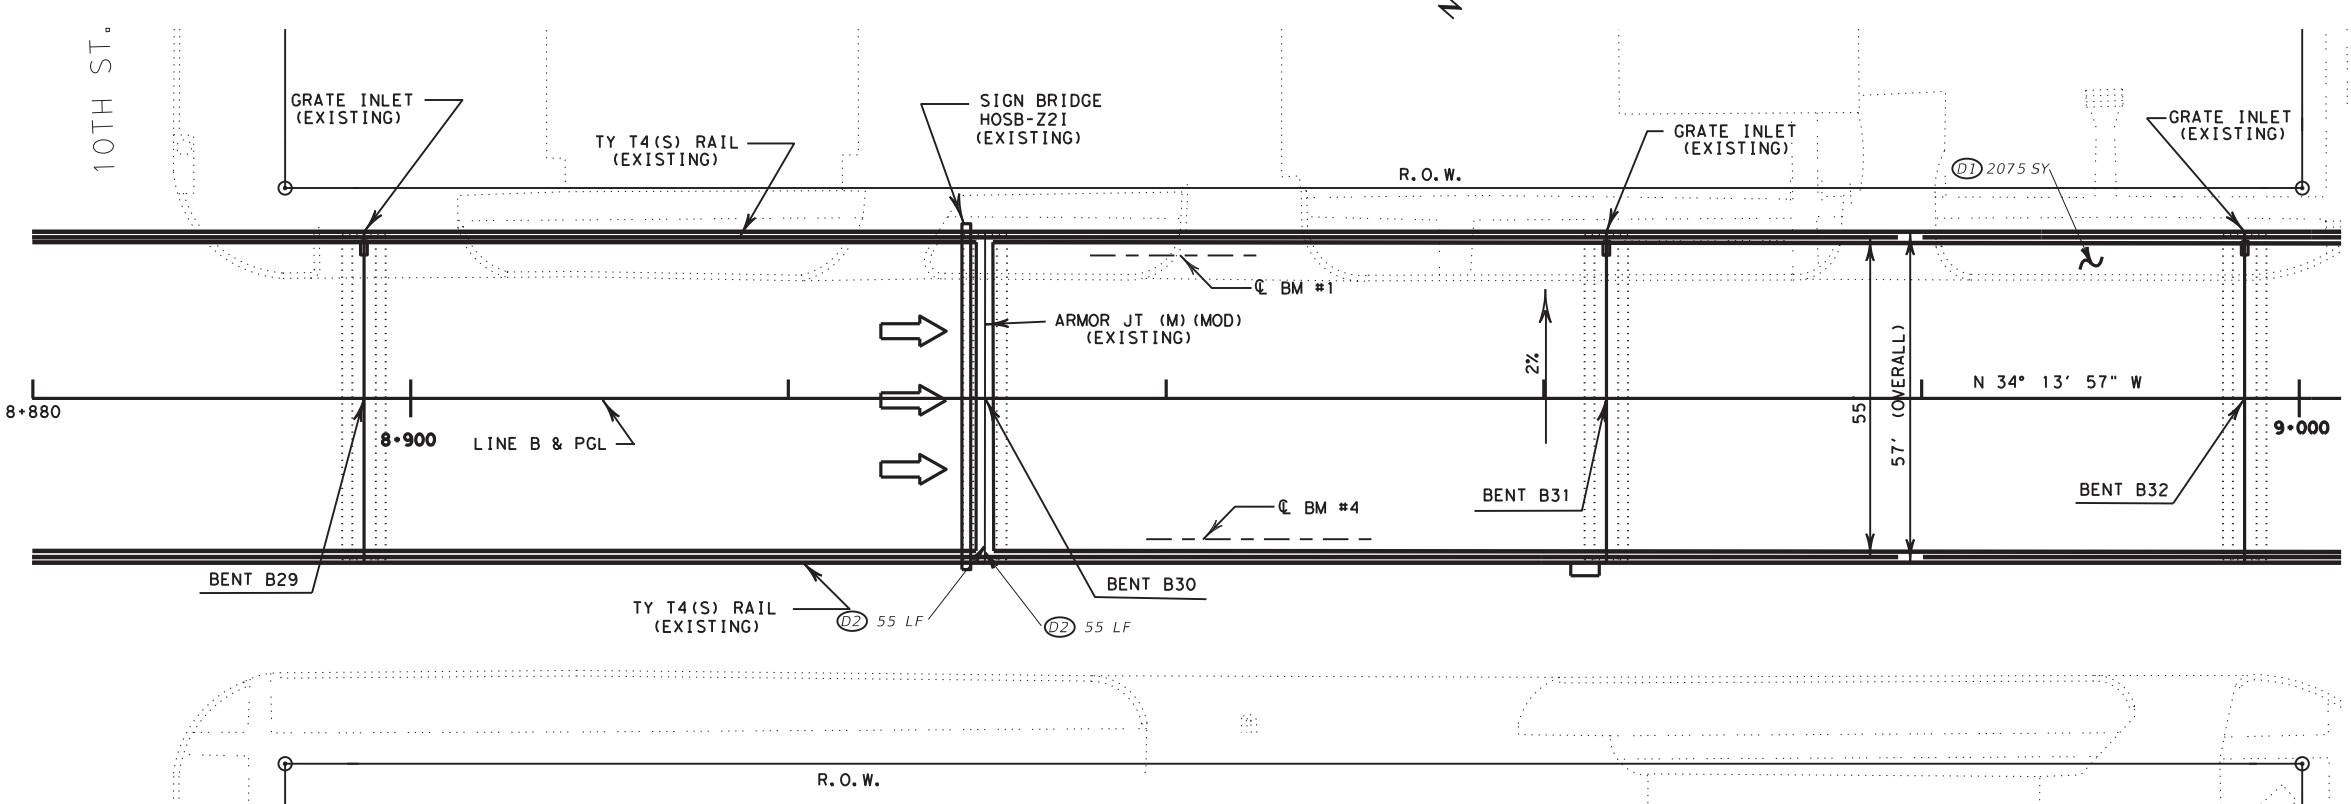 N
10TH ST.
GRATE INLET
(EXISTING)
TY T4(S) RAIL
(EXISTING)
SIGN BRIDGE
HOSB-Z2I
(EXISTING)
R.O.W.
GRATE INLET
(EXISTING)
D1 2075 SY
GRATE INLET
(EXISTING)
℄ BM #1
ARMOR JT (M)(MOD)
(EXISTING)
2%
55'
57' (OVERALL)
N 34° 13' 57" W
8+880
8+900
LINE B & PGL
9+000
BENT B31
BENT B32
℄ BM #4
BENT B29
BENT B30
TY T4(S) RAIL
(EXISTING)
D2 55 LF
D2 55 LF
R.O.W.